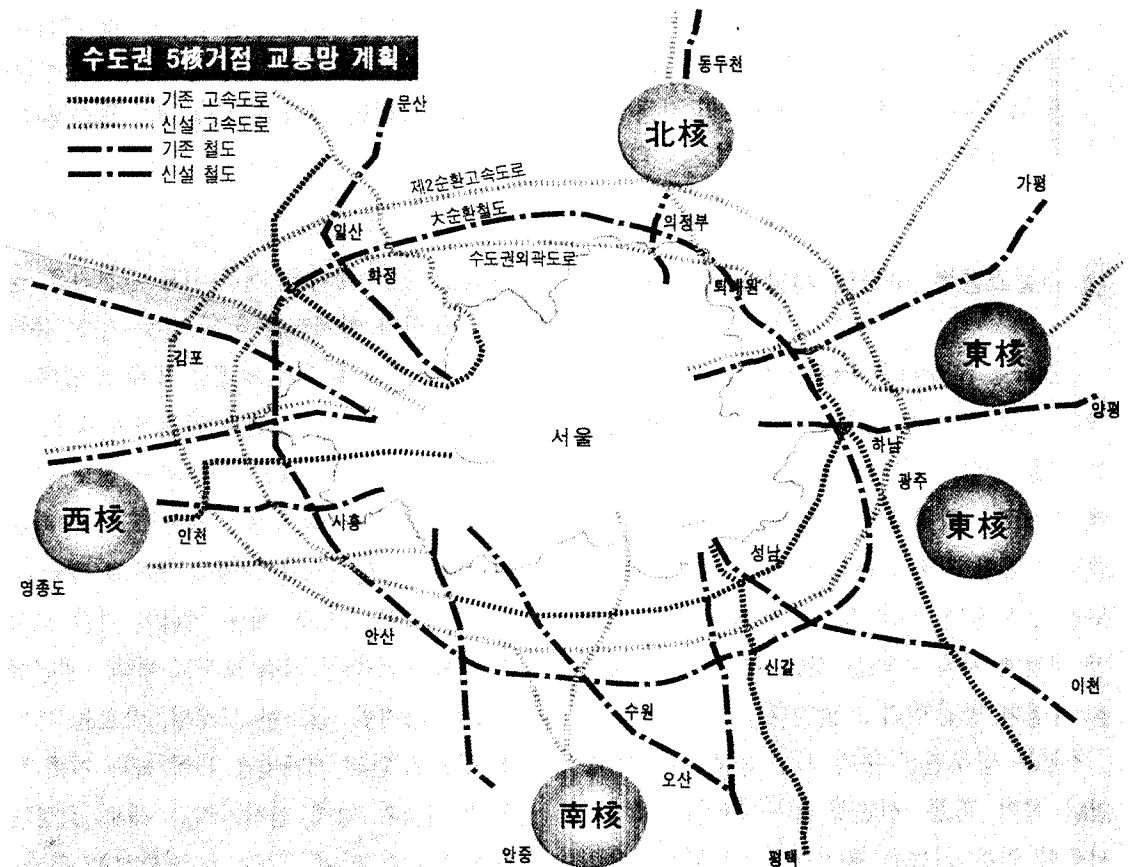 수도권 5核거점 교통망 계획
기존 고속도로
신설 고속도로
기존 철도
신설 철도
문산
동두천
北核
가평
제2순환고속도로
大순환철도
의정부
일산
수도권외곽도로
화정
퇴계원
김포
東核
양평
서울
하남
광주
西核
인천
시흥
東核
성남
영종도
안산
신갈
이천
수원
오산
南核
안중
평택